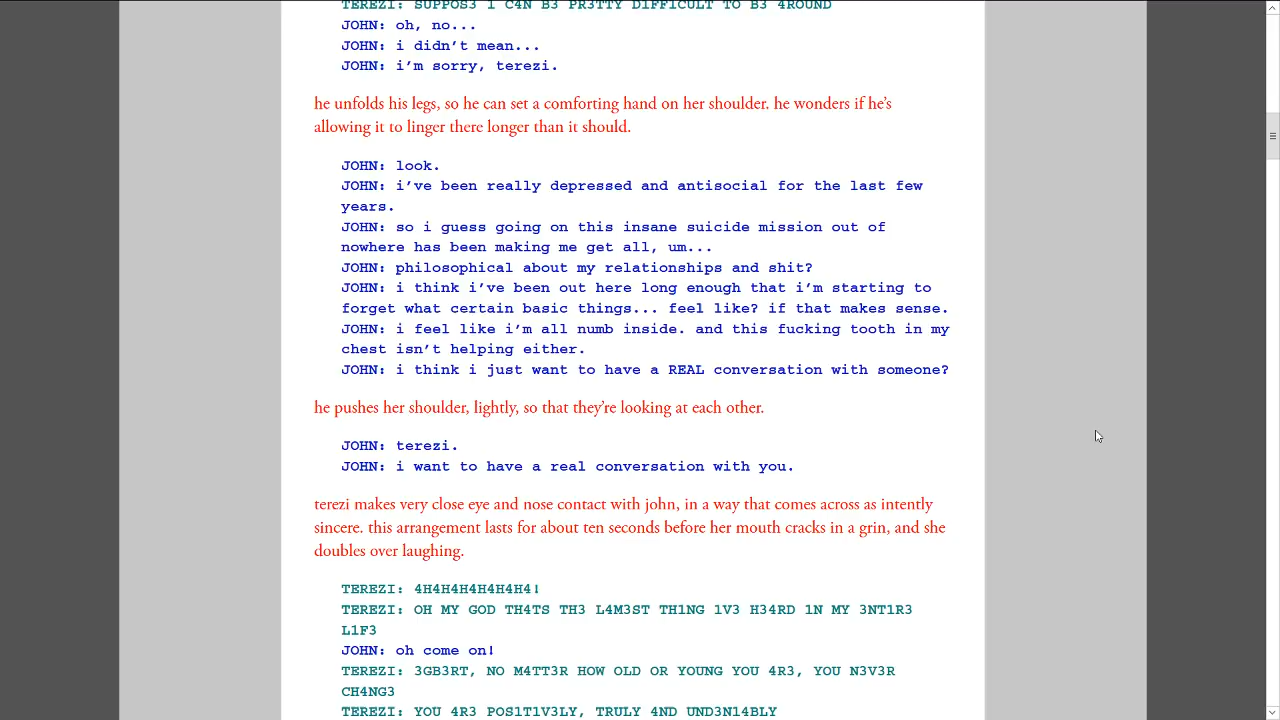 TEREZI: SUPPOS3 1 C4N B3 PR3TTY D1FF1CULT TO B3 4ROUND
JOHN: oh, no...
JOHN: i didn’t mean...
JOHN: i’m sorry, terezi.
he unfolds his legs, so he can set a comforting hand on her shoulder. he wonders if he’s
allowing it to linger there longer than it should.
JOHN: look.
JOHN: i’ve been really depressed and antisocial for the last few
years.
JOHN: so i guess going on this insane suicide mission out of
nowhere has been making me get all, um...
JOHN: philosophical about my relationships and shit?
JOHN: i think i’ve been out here long enough that i’m starting to
forget what certain basic things... feel like? if that makes sense.
JOHN: i feel like i’m all numb inside. and this fucking tooth in my
chest isn’t helping either.
JOHN: i think i just want to have a REAL conversation with someone?
he pushes her shoulder, lightly, so that they’re looking at each other.
JOHN: terezi.
JOHN: i want to have a real conversation with you.
terezi makes very close eye and nose contact with john, in a way that comes across as intently
sincere. this arrangement lasts for about ten seconds before her mouth cracks in a grin, and she
doubles over laughing.
TEREZI: 4H4H4H4H4H4H4!
TEREZI: OH MY GOD TH4TS TH3 L4M3ST TH1NG 1V3 H34RD 1N MY 3NT1R3
L1F3
JOHN: oh come on!
TEREZI: 3GB3RT, NO M4TT3R HOW OLD OR YOUNG YOU 4R3, YOU N3V3R
CH4NG3
TEREZI: YOU 4R3 POS1T1V3LY, TRULY 4ND UND3N14BLY